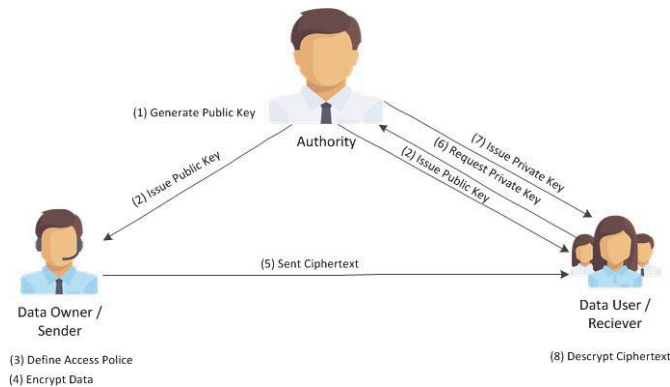 (1) Generate Public Key
Authority
(7) Issue Private Key
(6) Request Private Key
(2) Issue Public Key
(2) Issue Public Key
(5) Sent Ciphertext
Data Owner /
Sender
Data User /
Reciever
(3) Define Access Police
(4) Encrypt Data
(8) Descrypt Ciphertext